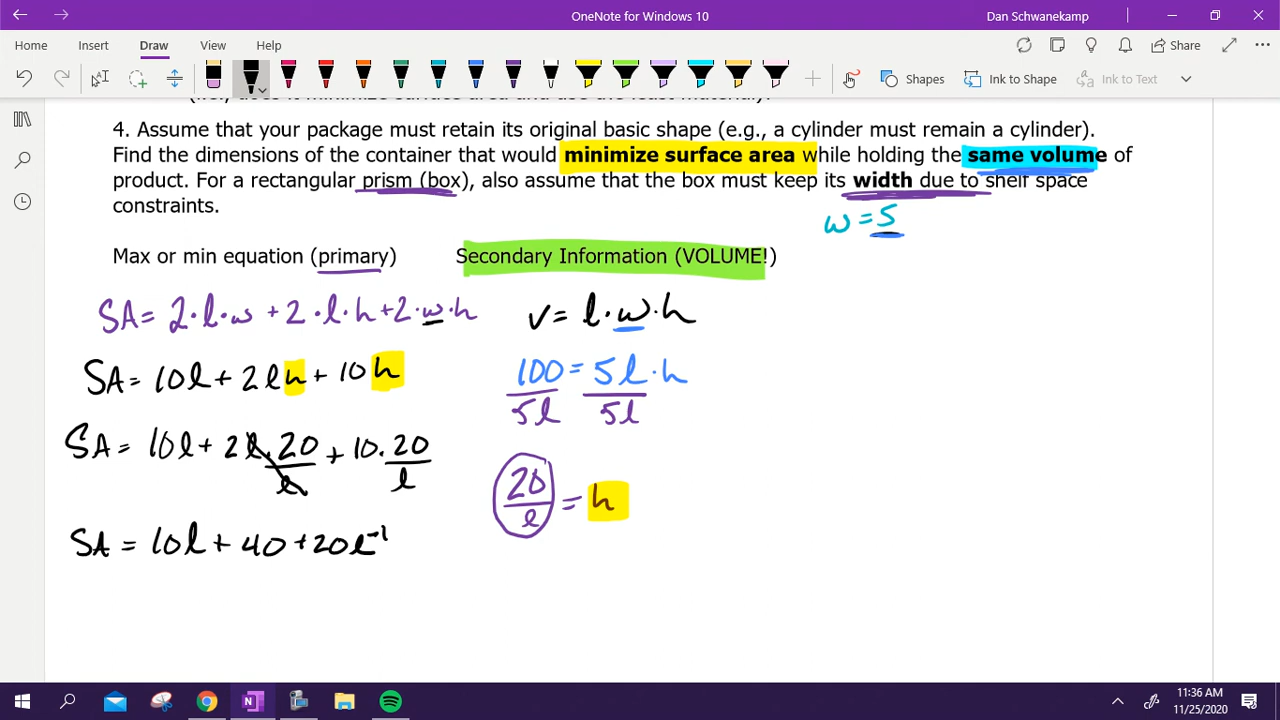 OneNote for Windows 10
Dan Schwanekamp
Home Insert Draw View Help
Share
Shapes
Ink to Shape
Ink to Text
4. Assume that your package must retain its original basic shape (e.g., a cylinder must remain a cylinder).
Find the dimensions of the container that would minimize surface area while holding the same volume of
product. For a rectangular prism (box), also assume that the box must keep its width due to shelf space
constraints.
w = 5
Max or min equation (primary)
Secondary Information (VOLUME!)
SA = 2·l·w + 2·l·h + 2·w·h
V = l·w·h
SA = 10l + 2lh + 10h
100 = 5l·h
5l 5l
SA = 10l + 2l·20/l + 10·20/l
20/l = h
SA = 10l + 40 + 20l⁻¹
11:36 AM
11/25/2020